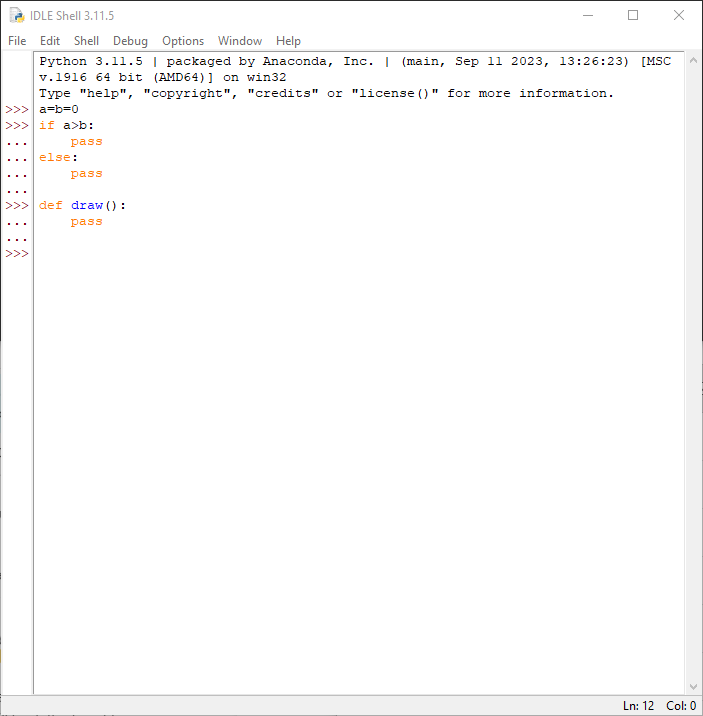 IDLE Shell 3.11.5
File Edit Shell Debug Options Window Help
Python 3.11.5 | packaged by Anaconda, Inc. | (main, Sep 11 2023, 13:26:23) [MSC
v.1916 64 bit (AMD64)] on win32
Type "help", "copyright", "credits" or "license()" for more information.
>>> a=b=0
>>> if a>b:
...     pass
... else:
...     pass
...
>>> def draw():
...     pass
...
>>>
Ln: 12 Col: 0